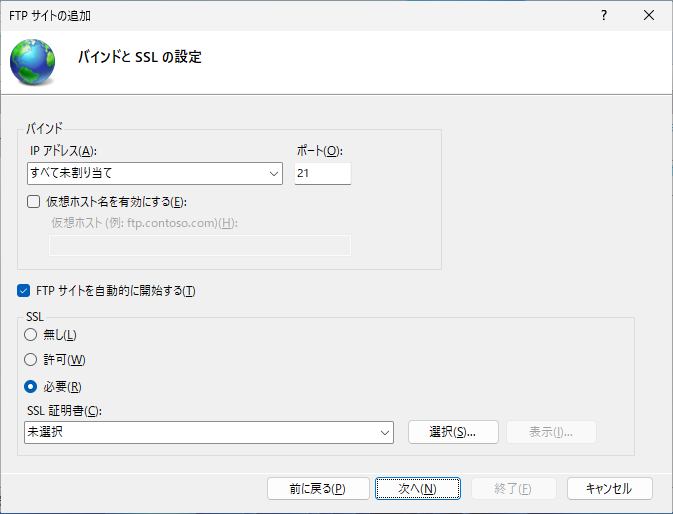 FTP サイトの追加
? ×
バインドと SSL の設定
バインド
IP アドレス(A):
ポート(O):
すべて未割り当て
21
仮想ホスト名を有効にする(E):
仮想ホスト (例: ftp.contoso.com)(H):
FTP サイトを自動的に開始する(T)
SSL
無し(L)
許可(W)
必要(R)
SSL 証明書(C):
未選択
選択(S)...
表示(I)...
前に戻る(P)
次へ(N)
終了(F)
キャンセル